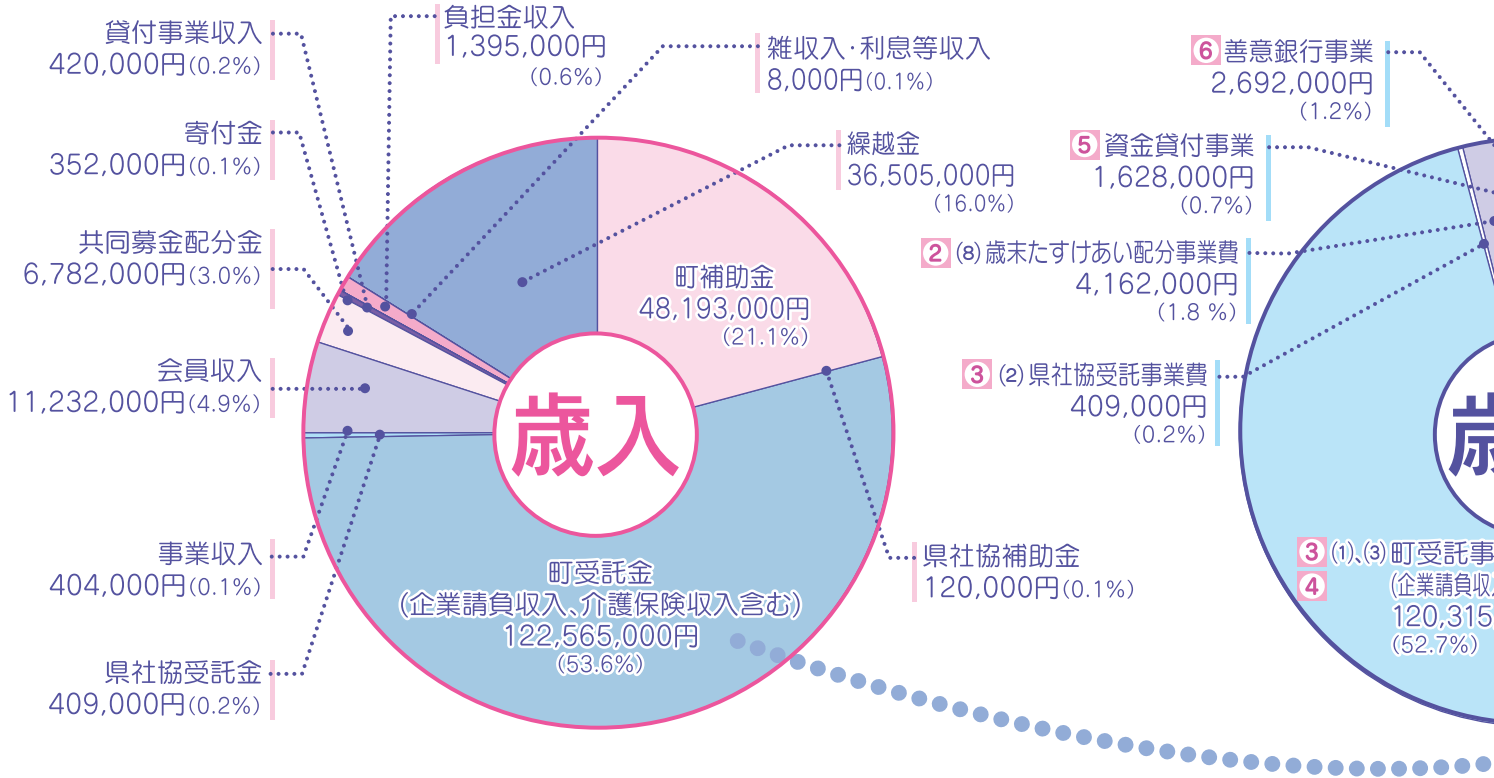 貸付事業収入
420,000円(0.2%)
寄付金
352,000円(0.1%)
共同募金配分金
6,782,000円(3.0%)
会員収入
11,232,000円(4.9%)
事業収入
404,000円(0.1%)
県社協受託金
409,000円(0.2%)
負担金収入
1,395,000円
(0.6%)
雑収入・利息等収入
8,000円(0.1%)
繰越金
36,505,000円
(16.0%)
町補助金
48,193,000円
(21.1%)
歳入
県社協補助金
120,000円(0.1%)
町受託金
(企業請負収入、介護保険収入含む)
122,565,000円
(53.6%)
6 善意銀行事業
2,692,000円
(1.2%)
5 資金貸付事業
1,628,000円
(0.7%)
2 (8)歳末たすけあい配分事業費
4,162,000円
(1.8 %)
3 (2)県社協受託事業費
409,000円
(0.2%)
歳
3 (1)、(3)町受託事
4 (企業請負収
120,315
(52.7%)